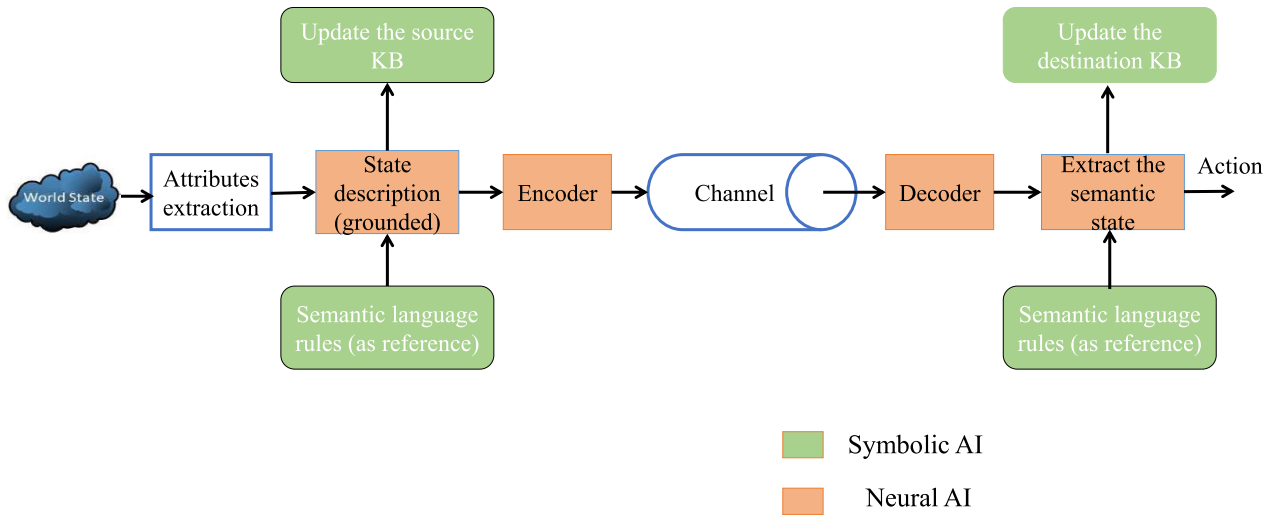 Update the source
KB
Update the
destination KB
World State
Attributes
extraction
State
description
(grounded)
Encoder
Channel
Decoder
Extract the
semantic
state
Action
Semantic language
rules (as reference)
Semantic language
rules (as reference)
Symbolic AI
Neural AI